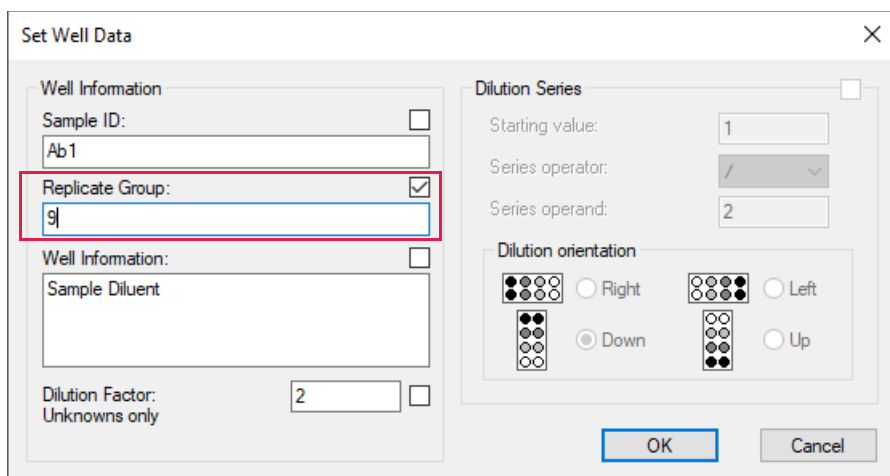 Set Well Data
Well Information
Sample ID:
Ab1
Replicate Group:
9
Well Information:
Sample Diluent
Dilution Factor:
Unknowns only
2
Dilution Series
Starting value:
1
Series operator:
/
Series operand:
2
Dilution orientation
Right
Left
Down
Up
OK
Cancel